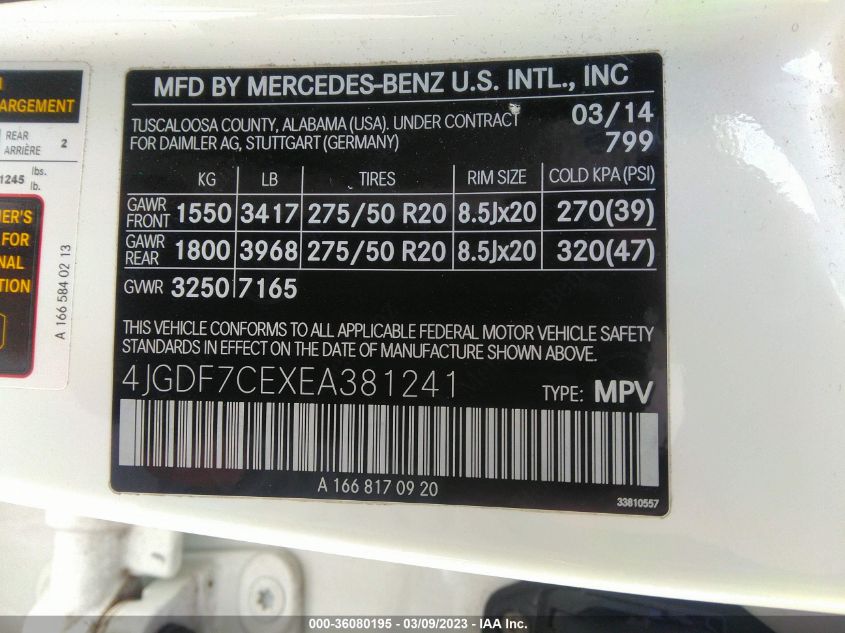 ARGEMENT
REAR
ARRIÈRE 2
1245 lbs.
lb.
FOR
A 166 584 02 13
MFD BY MERCEDES-BENZ U.S. INTL., INC
TUSCALOOSA COUNTY, ALABAMA (USA). UNDER CONTRACT 03/14
FOR DAIMLER AG, STUTTGART (GERMANY) 799
KG LB TIRES RIM SIZE COLD KPA (PSI)
GAWR FRONT 1550 3417 275/50 R20 8.5Jx20 270(39)
GAWR REAR 1800 3968 275/50 R20 8.5Jx20 320(47)
GVWR 3250 7165
THIS VEHICLE CONFORMS TO ALL APPLICABLE FEDERAL MOTOR VEHICLE SAFETY
STANDARDS IN EFFECT ON THE DATE OF MANUFACTURE SHOWN ABOVE.
4JGDF7CEXEA381241 TYPE: MPV
A 166 817 09 20
33810557
000-36080195 - 03/09/2023 - IAA Inc.